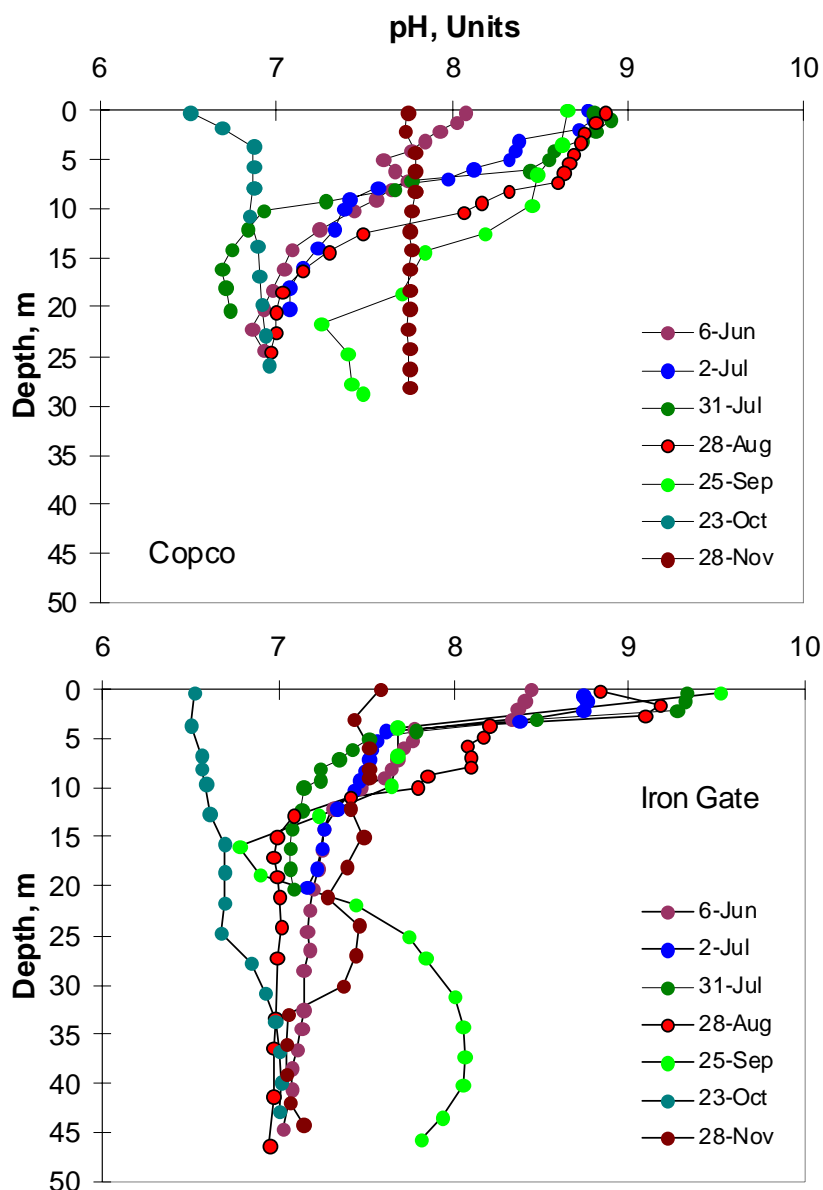 pH, Units
6 7 8 9 10
0
5
10
15
20
25
30
35
40
45
50
Depth, m
6-Jun
2-Jul
31-Jul
28-Aug
25-Sep
23-Oct
28-Nov
Copco
6 7 8 9 10
0
5
10
15
20
25
30
35
40
45
50
Depth, m
Iron Gate
6-Jun
2-Jul
31-Jul
28-Aug
25-Sep
23-Oct
28-Nov